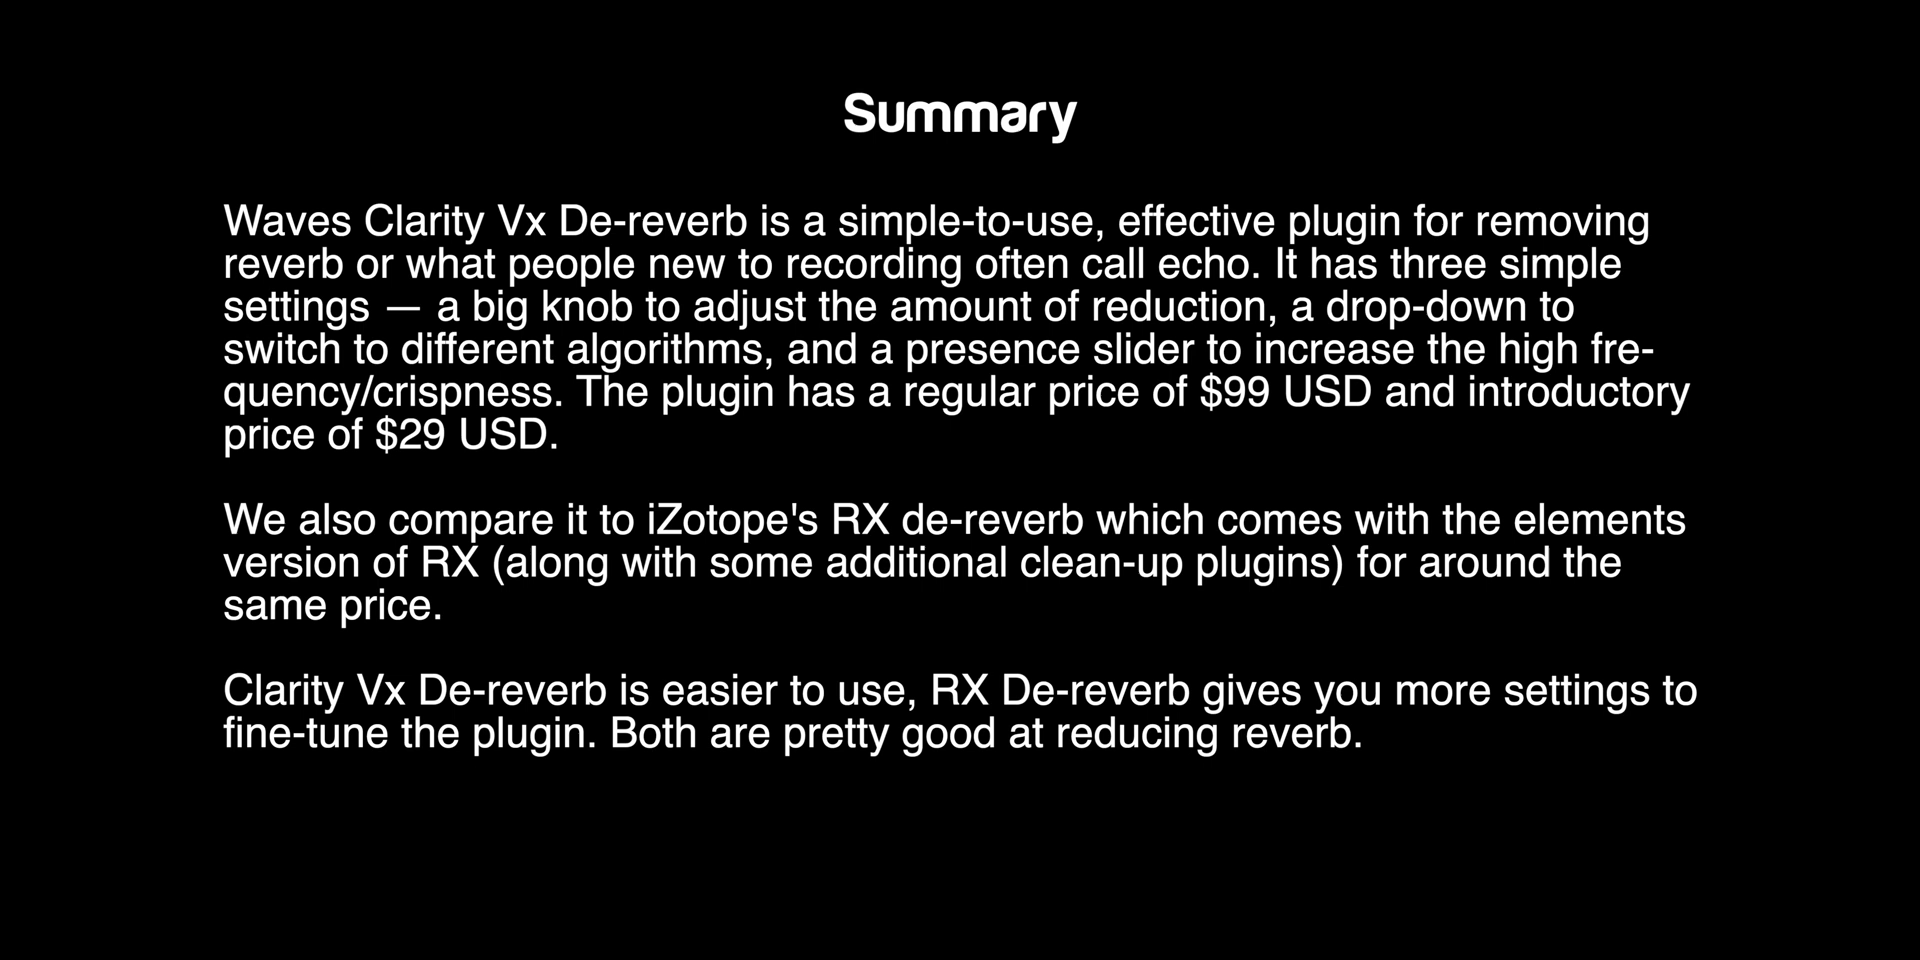 Summary
Waves Clarity Vx De-reverb is a simple-to-use, effective plugin for removing
reverb or what people new to recording often call echo. It has three simple
settings — a big knob to adjust the amount of reduction, a drop-down to
switch to different algorithms, and a presence slider to increase the high fre-
quency/crispness. The plugin has a regular price of $99 USD and introductory
price of $29 USD.
We also compare it to iZotope's RX de-reverb which comes with the elements
version of RX (along with some additional clean-up plugins) for around the
same price.
Clarity Vx De-reverb is easier to use, RX De-reverb gives you more settings to
fine-tune the plugin. Both are pretty good at reducing reverb.